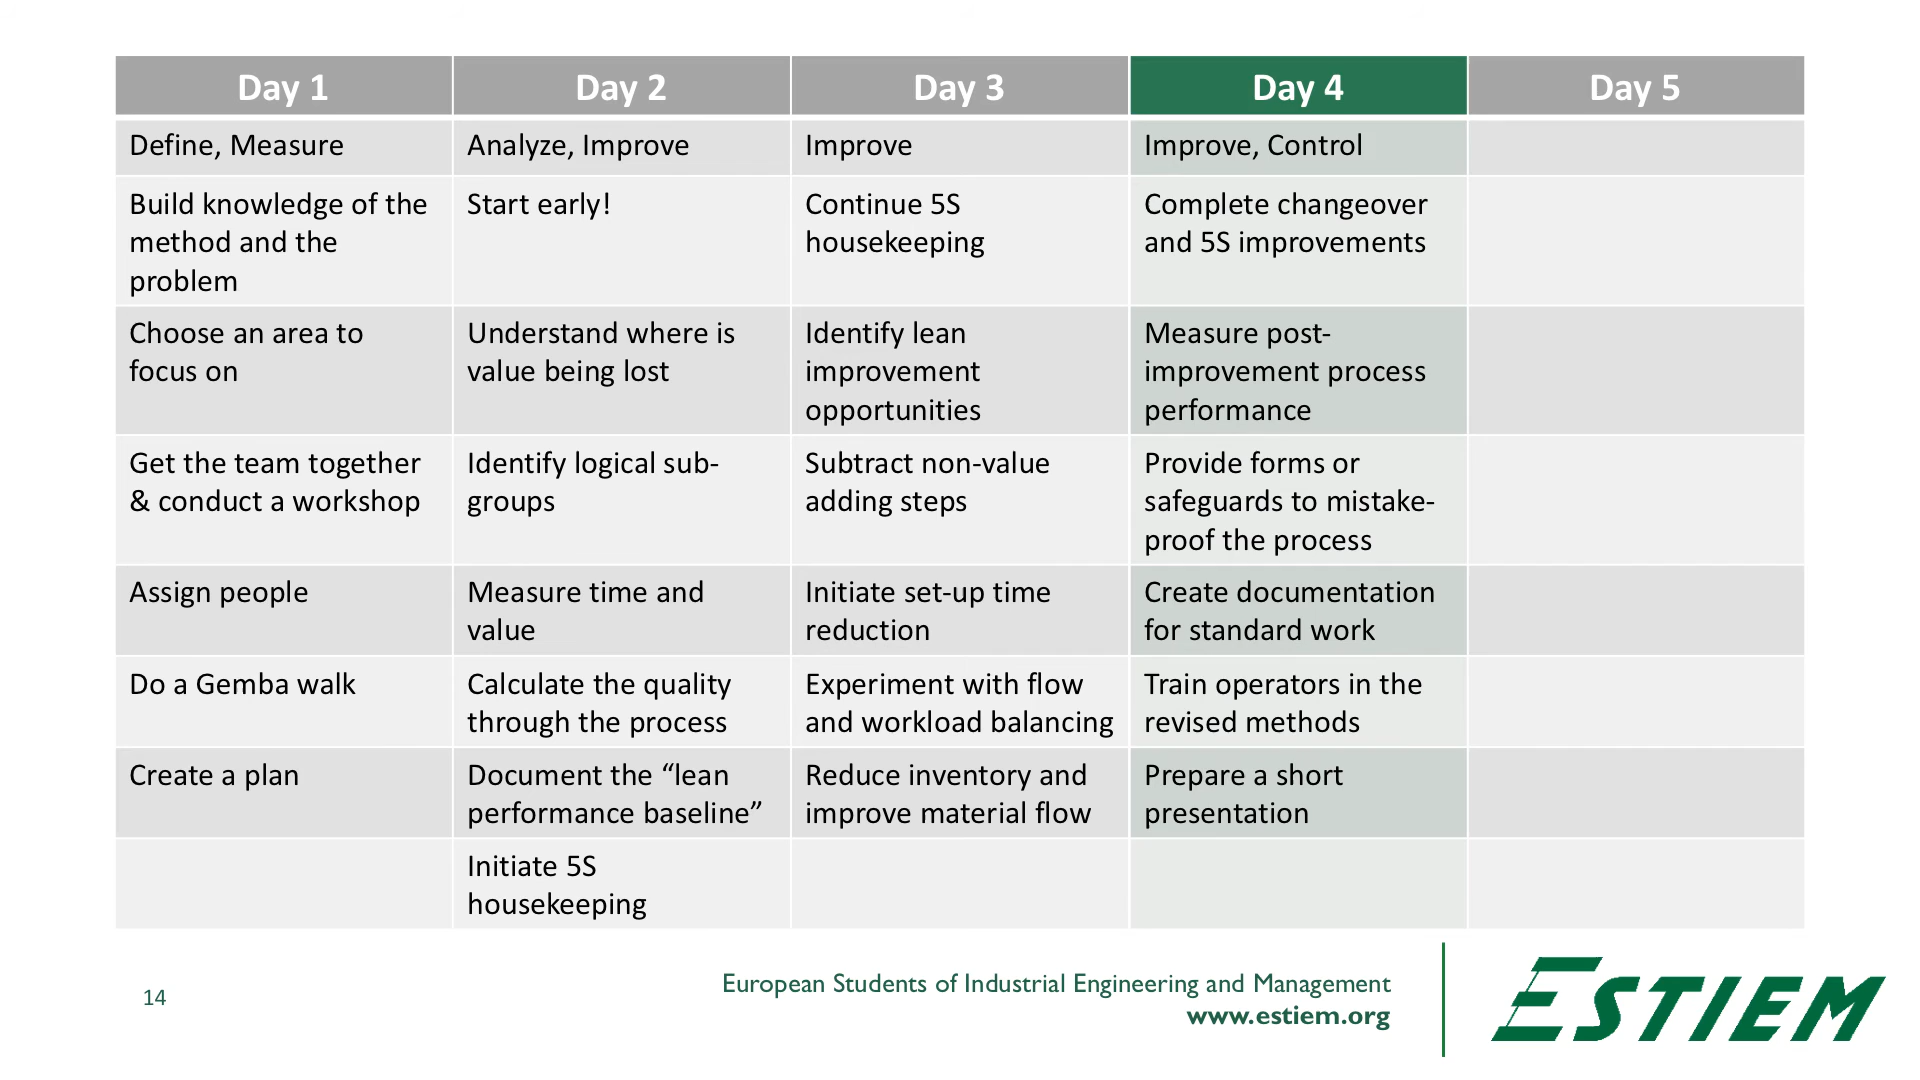 Day 1
Day 2
Day 3
Day 4
Day 5
Define, Measure
Analyze, Improve
Improve
Improve, Control
Build knowledge of the
method and the
problem
Start early!
Continue 5S
housekeeping
Complete changeover
and 5S improvements
Choose an area to
focus on
Understand where is
value being lost
Identify lean
improvement
opportunities
Measure post-
improvement process
performance
Get the team together
& conduct a workshop
Identify logical sub-
groups
Subtract non-value
adding steps
Provide forms or
safeguards to mistake-
proof the process
Assign people
Measure time and
value
Initiate set-up time
reduction
Create documentation
for standard work
Do a Gemba walk
Calculate the quality
through the process
Experiment with flow
and workload balancing
Train operators in the
revised methods
Create a plan
Document the “lean
performance baseline”
Reduce inventory and
improve material flow
Prepare a short
presentation
Initiate 5S
housekeeping
14
European Students of Industrial Engineering and Management
www.estiem.org
ESTIEM